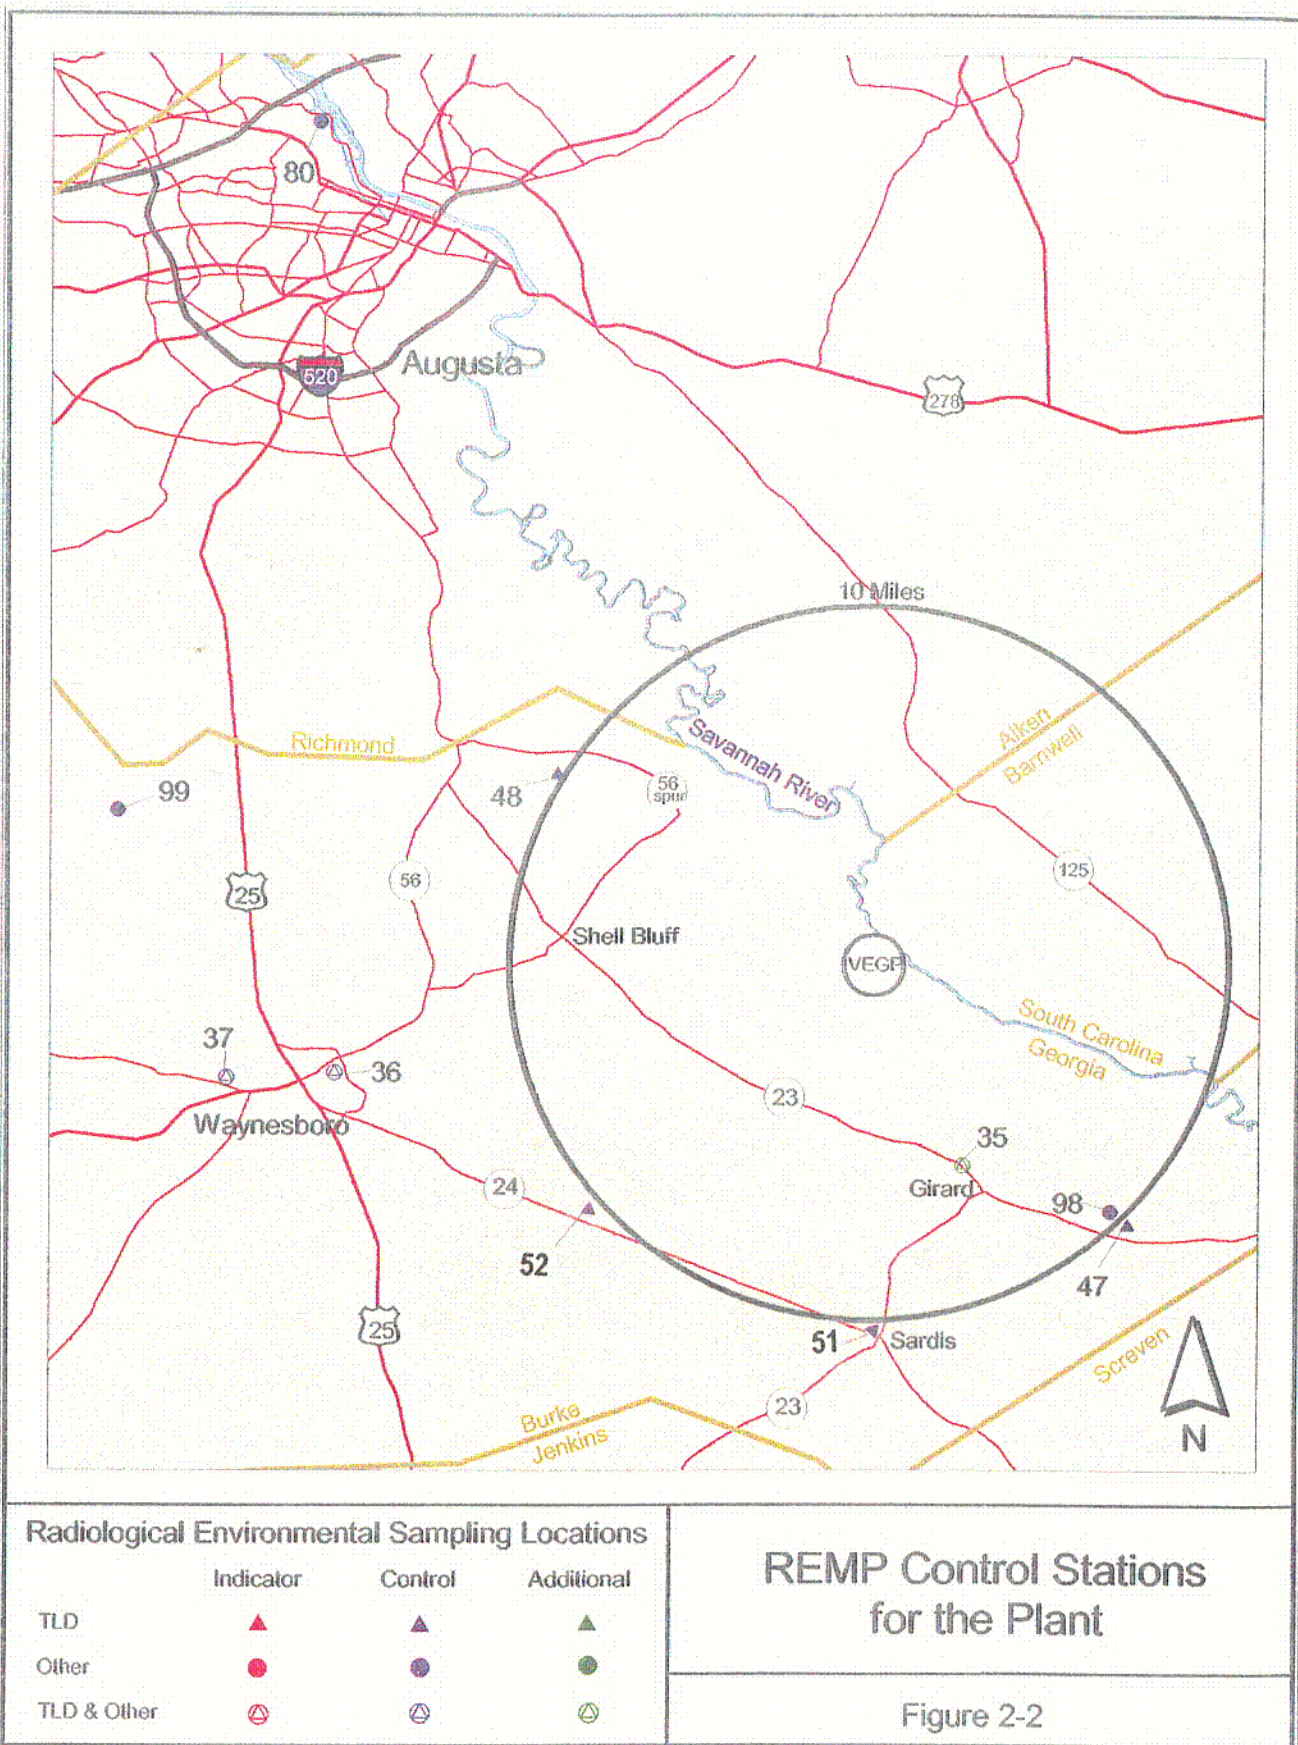 80
520
Augusta
278
10 Miles
Aiken
Barnwell
Richmond
Savannah River
99
48
56
spur
125
56
25
Shell Bluff
VEGP
South Carolina
Georgia
37
36
23
Waynesboro
35
24
Girard
98
52
47
25
51
Sardis
Screven
23
Burke
Jenkins
N
Radiological Environmental Sampling Locations
Indicator Control Additional
TLD
Other
TLD & Other
REMP Control Stations
for the Plant
Figure 2-2